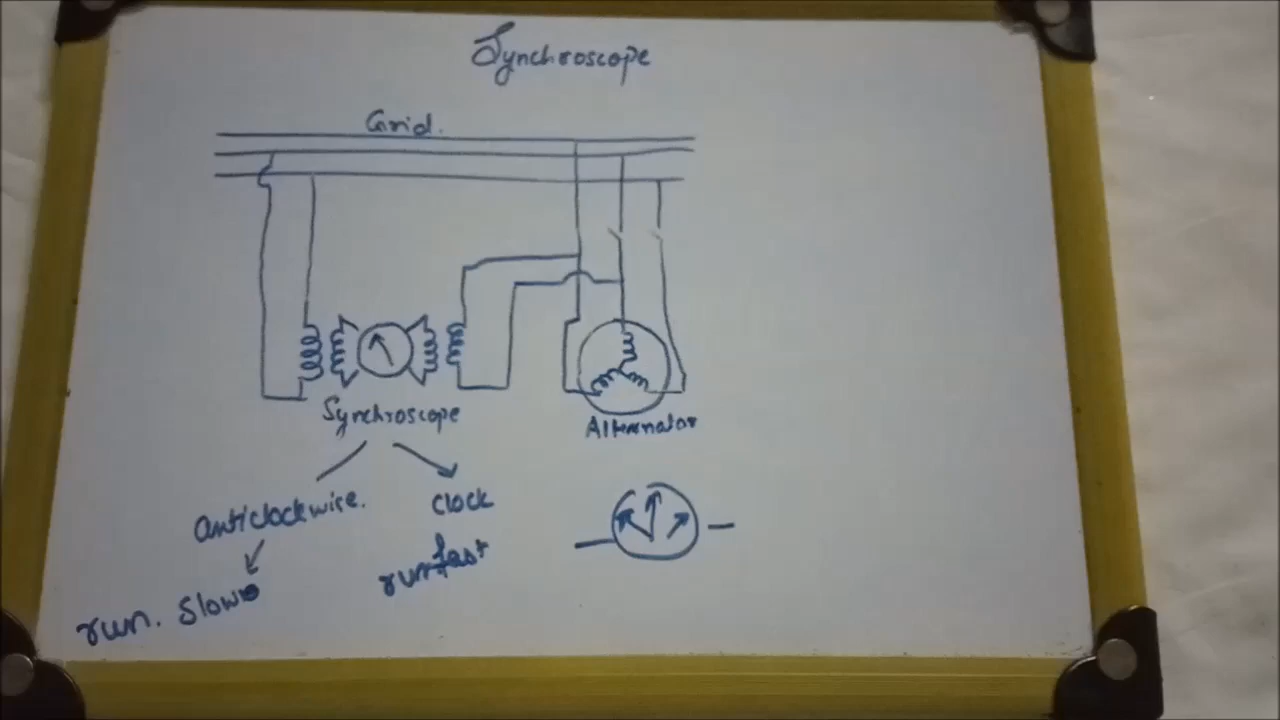 Synchroscope
Grid.
Synchroscope
Alternator
anticlockwise.
Clock
run. Slow
run fast